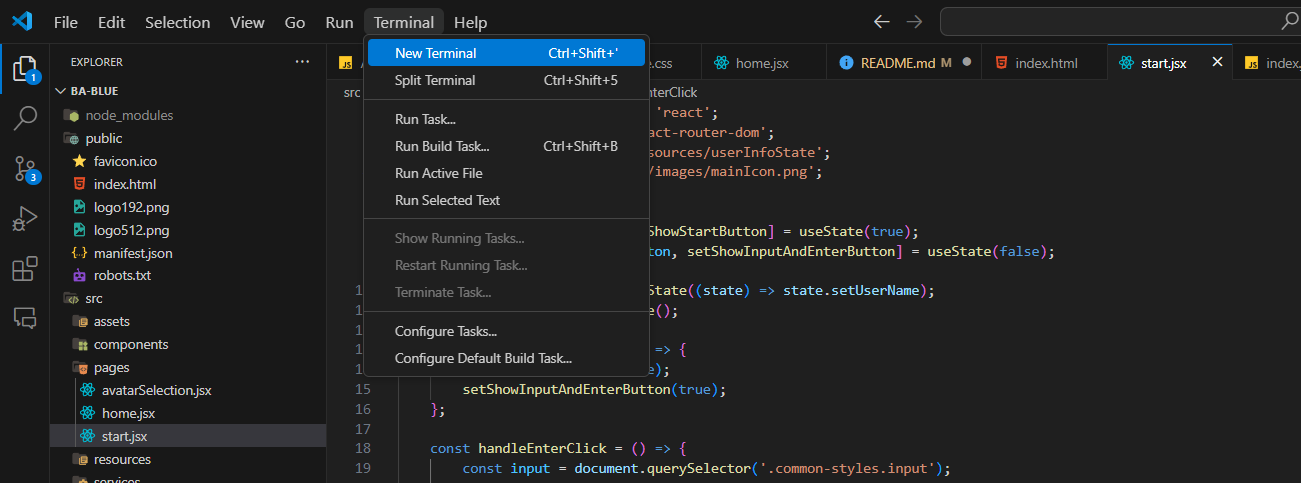 File Edit Selection View Go Run Terminal Help
EXPLORER
BA-BLUE
node_modules
public
favicon.ico
index.html
logo192.png
logo512.png
manifest.json
robots.txt
src
assets
components
pages
avatarSelection.jsx
home.jsx
start.jsx
resources
services
1
3
New Terminal Ctrl+Shift+'
Split Terminal Ctrl+Shift+5
Run Task...
Run Build Task... Ctrl+Shift+B
Run Active File
Run Selected Text
Show Running Tasks...
Restart Running Task...
Terminate Task...
Configure Tasks...
Configure Default Build Task...
JS e.css home.jsx README.md M index.html start.jsx JS index.
src nterClick
'react';
act-router-dom';
sources/userInfoState';
/images/mainIcon.png';
ShowStartButton] = useState(true);
ton, setShowInputAndEnterButton] = useState(false);
1 State((state) => state.setUserName);
1 e();
1
1 => {
1 e);
15 setShowInputAndEnterButton(true);
16 };
17
18 const handleEnterClick = () => {
19 const input = document.querySelector('.common-styles.input');